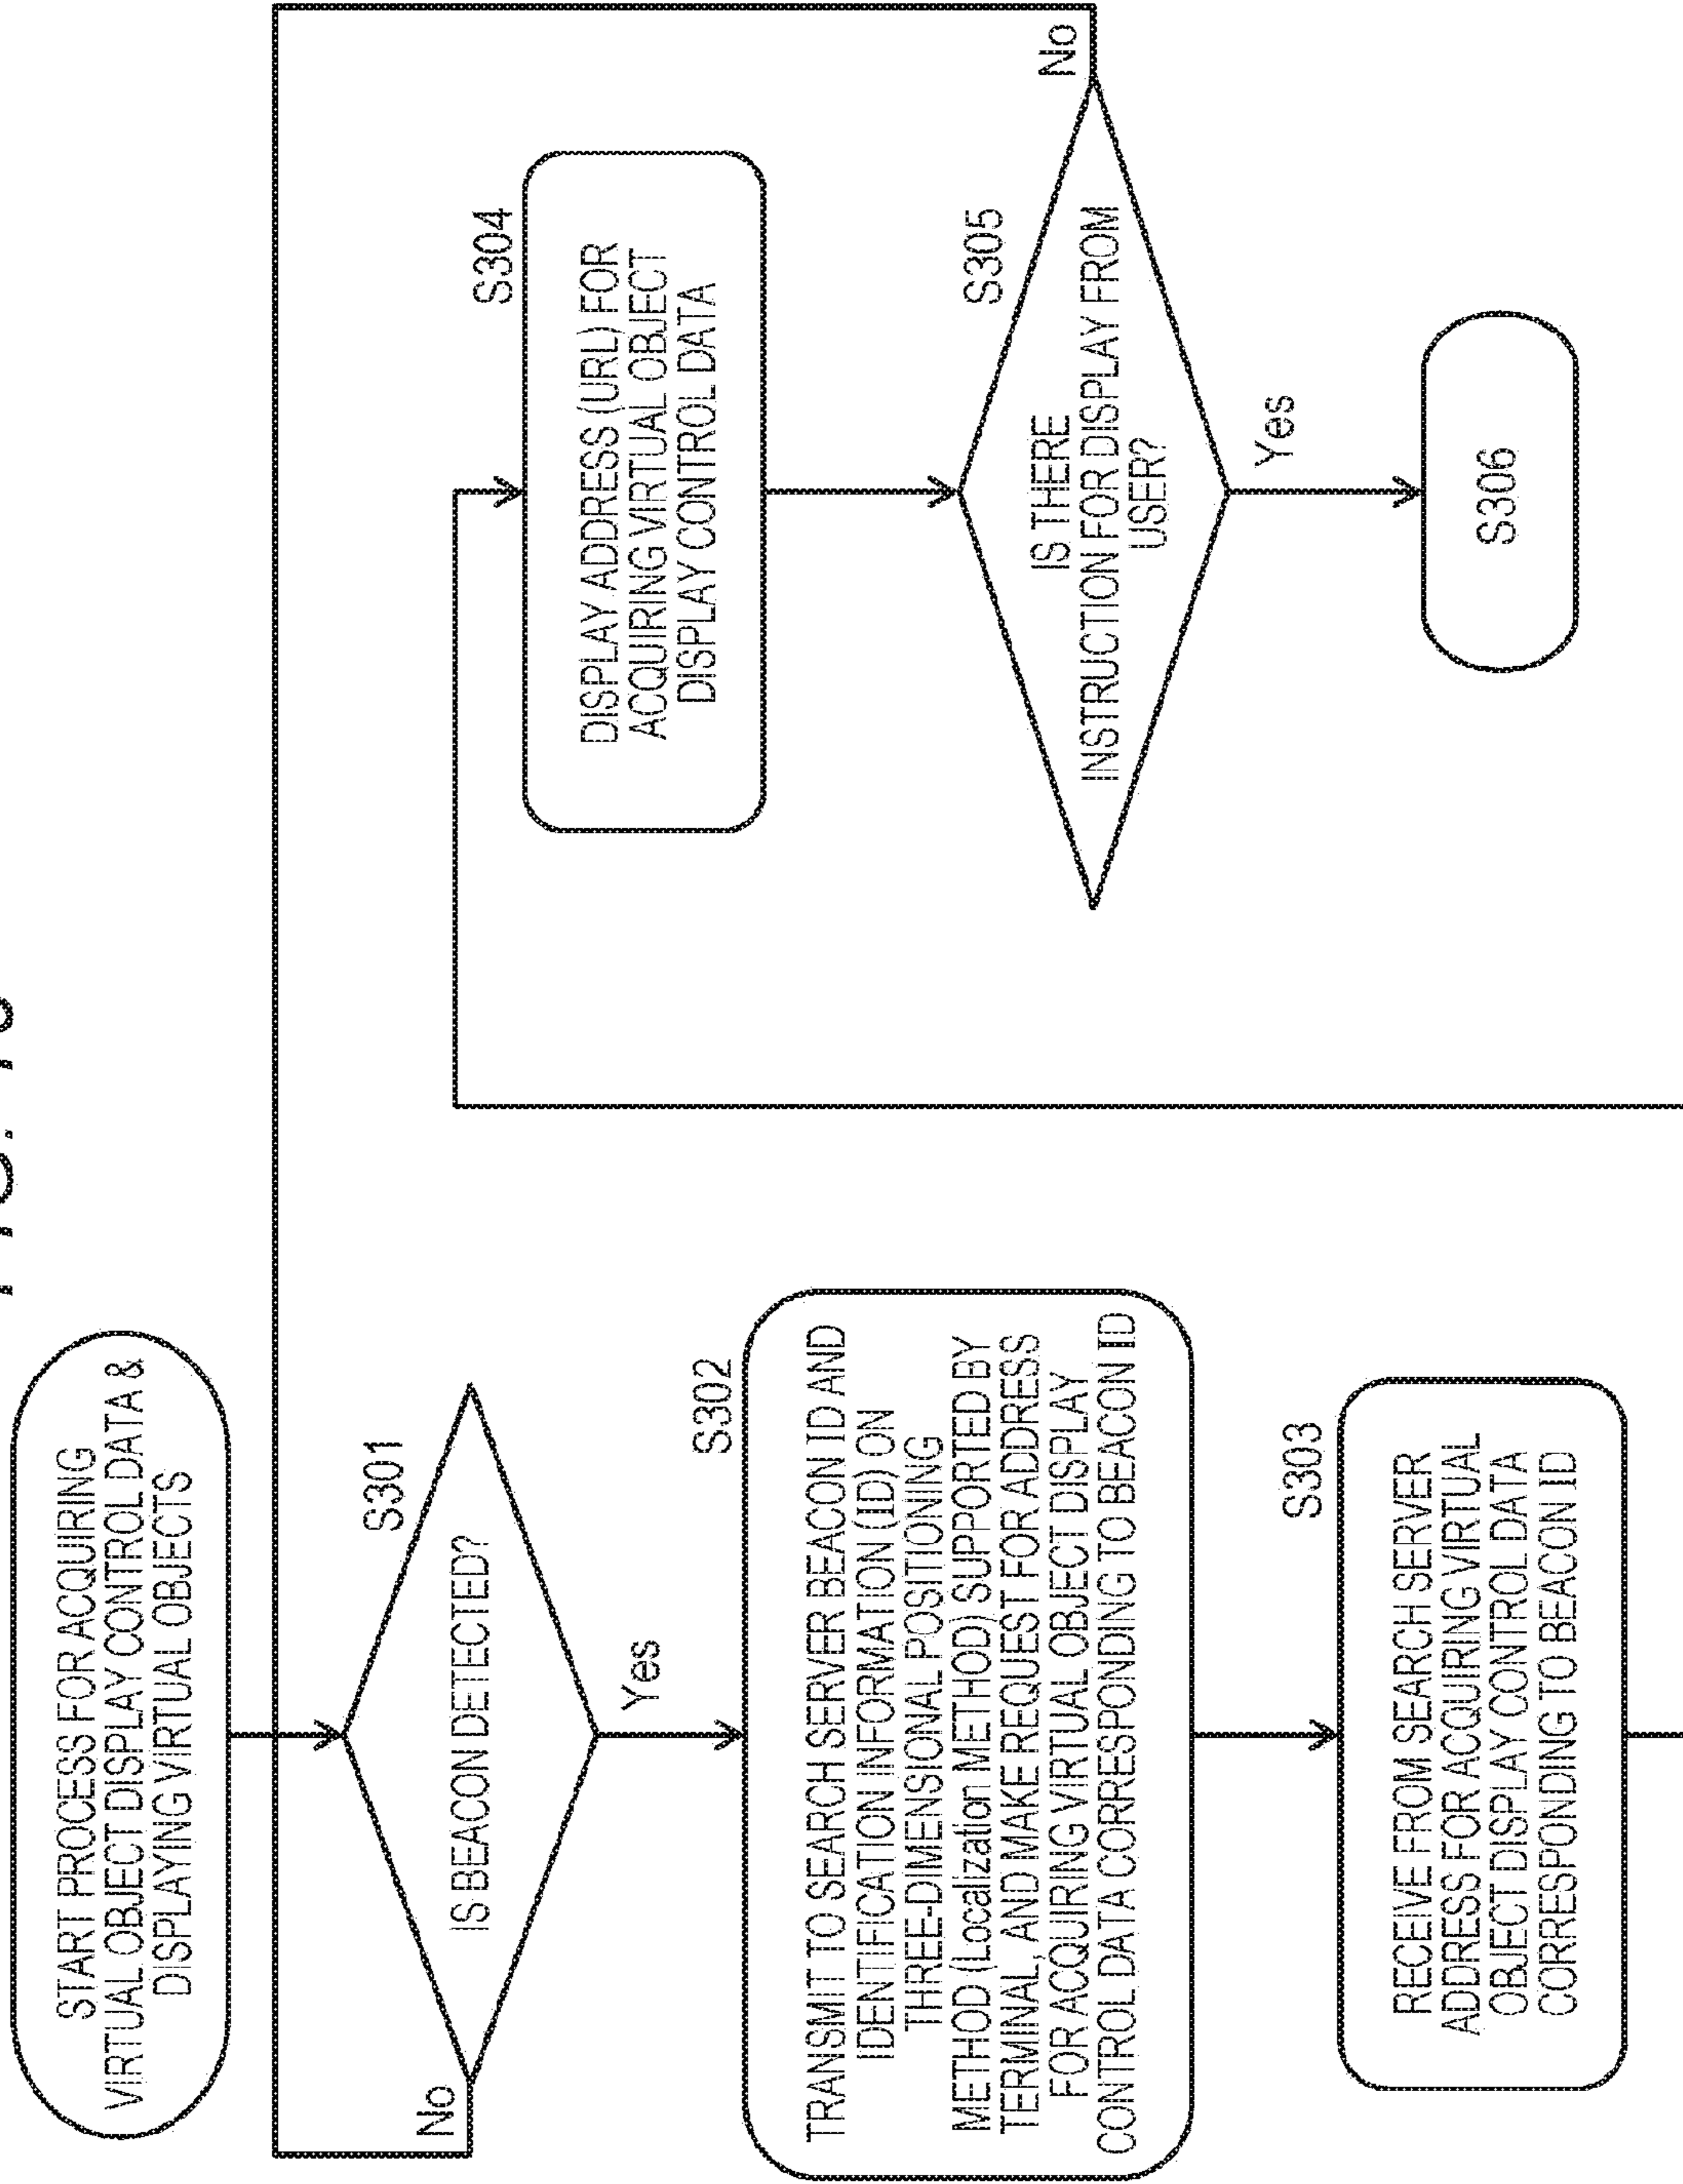 START PROCESS FOR ACQUIRING
VIRTUAL OBJECT DISPLAY CONTROL DATA &
DISPLAYING VIRTUAL OBJECTS
S301
IS BEACON DETECTED?
No
Yes
S302
TRANSMIT TO SEARCH SERVER BEACON ID AND
IDENTIFICATION INFORMATION (ID) ON
THREE-DIMENSIONAL POSITIONING
METHOD (Localization METHOD) SUPPORTED BY
TERMINAL, AND MAKE REQUEST FOR ADDRESS
FOR ACQUIRING VIRTUAL OBJECT DISPLAY
CONTROL DATA CORRESPONDING TO BEACON ID
S303
RECEIVE FROM SEARCH SERVER
ADDRESS FOR ACQUIRING VIRTUAL
OBJECT DISPLAY CONTROL DATA
CORRESPONDING TO BEACON ID
S304
DISPLAY ADDRESS (URL) FOR
ACQUIRING VIRTUAL OBJECT
DISPLAY CONTROL DATA
S305
IS THERE
INSTRUCTION FOR DISPLAY FROM
USER?
No
Yes
S306